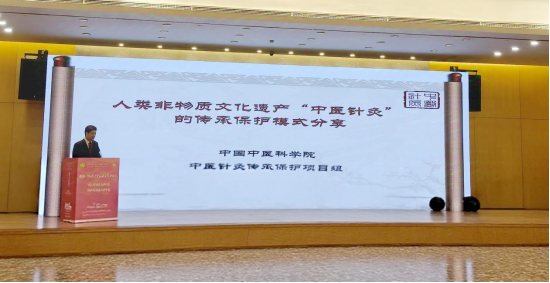 人类非物质文化遗产“中医针灸”
的传承保护模式分享
中国中医科学院
中医针灸传承保护项目组